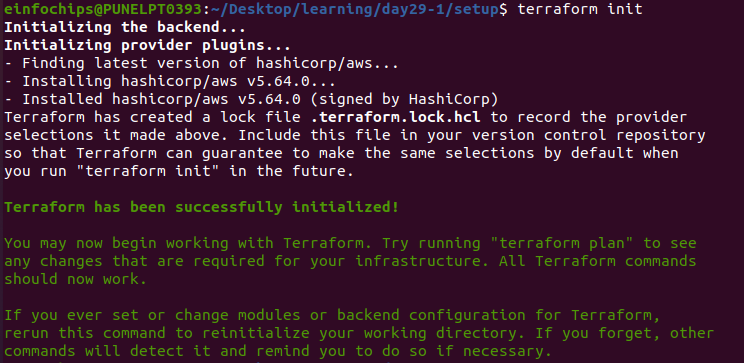 einfochips@PUNELPT0393:~/Desktop/learning/day29-1/setup$ terraform init
Initializing the backend...
Initializing provider plugins...
- Finding latest version of hashicorp/aws...
- Installing hashicorp/aws v5.64.0...
- Installed hashicorp/aws v5.64.0 (signed by HashiCorp)
Terraform has created a lock file .terraform.lock.hcl to record the provider
selections it made above. Include this file in your version control repository
so that Terraform can guarantee to make the same selections by default when
you run "terraform init" in the future.
Terraform has been successfully initialized!
You may now begin working with Terraform. Try running "terraform plan" to see
any changes that are required for your infrastructure. All Terraform commands
should now work.
If you ever set or change modules or backend configuration for Terraform,
rerun this command to reinitialize your working directory. If you forget, other
commands will detect it and remind you to do so if necessary.